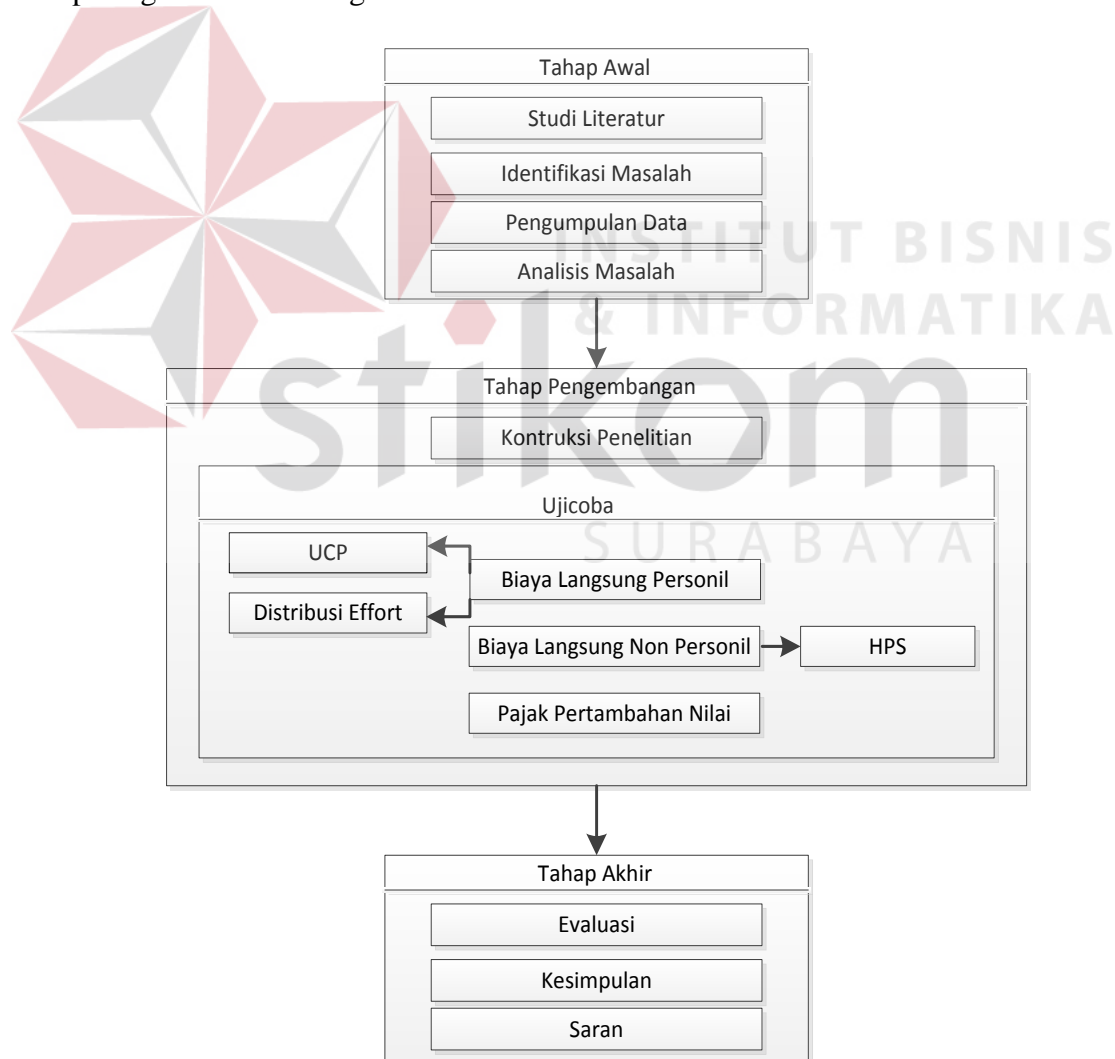 Tahap Awal
Studi Literatur
Identifikasi Masalah
Pengumpulan Data
Analisis Masalah
INSTITUT BISNIS
& INFORMATIKA
stikom
SURABAYA
Tahap Pengembangan
Kontruksi Penelitian
Ujicoba
UCP
Biaya Langsung Personil
Distribusi Effort
Biaya Langsung Non Personil
HPS
Pajak Pertambahan Nilai
Tahap Akhir
Evaluasi
Kesimpulan
Saran